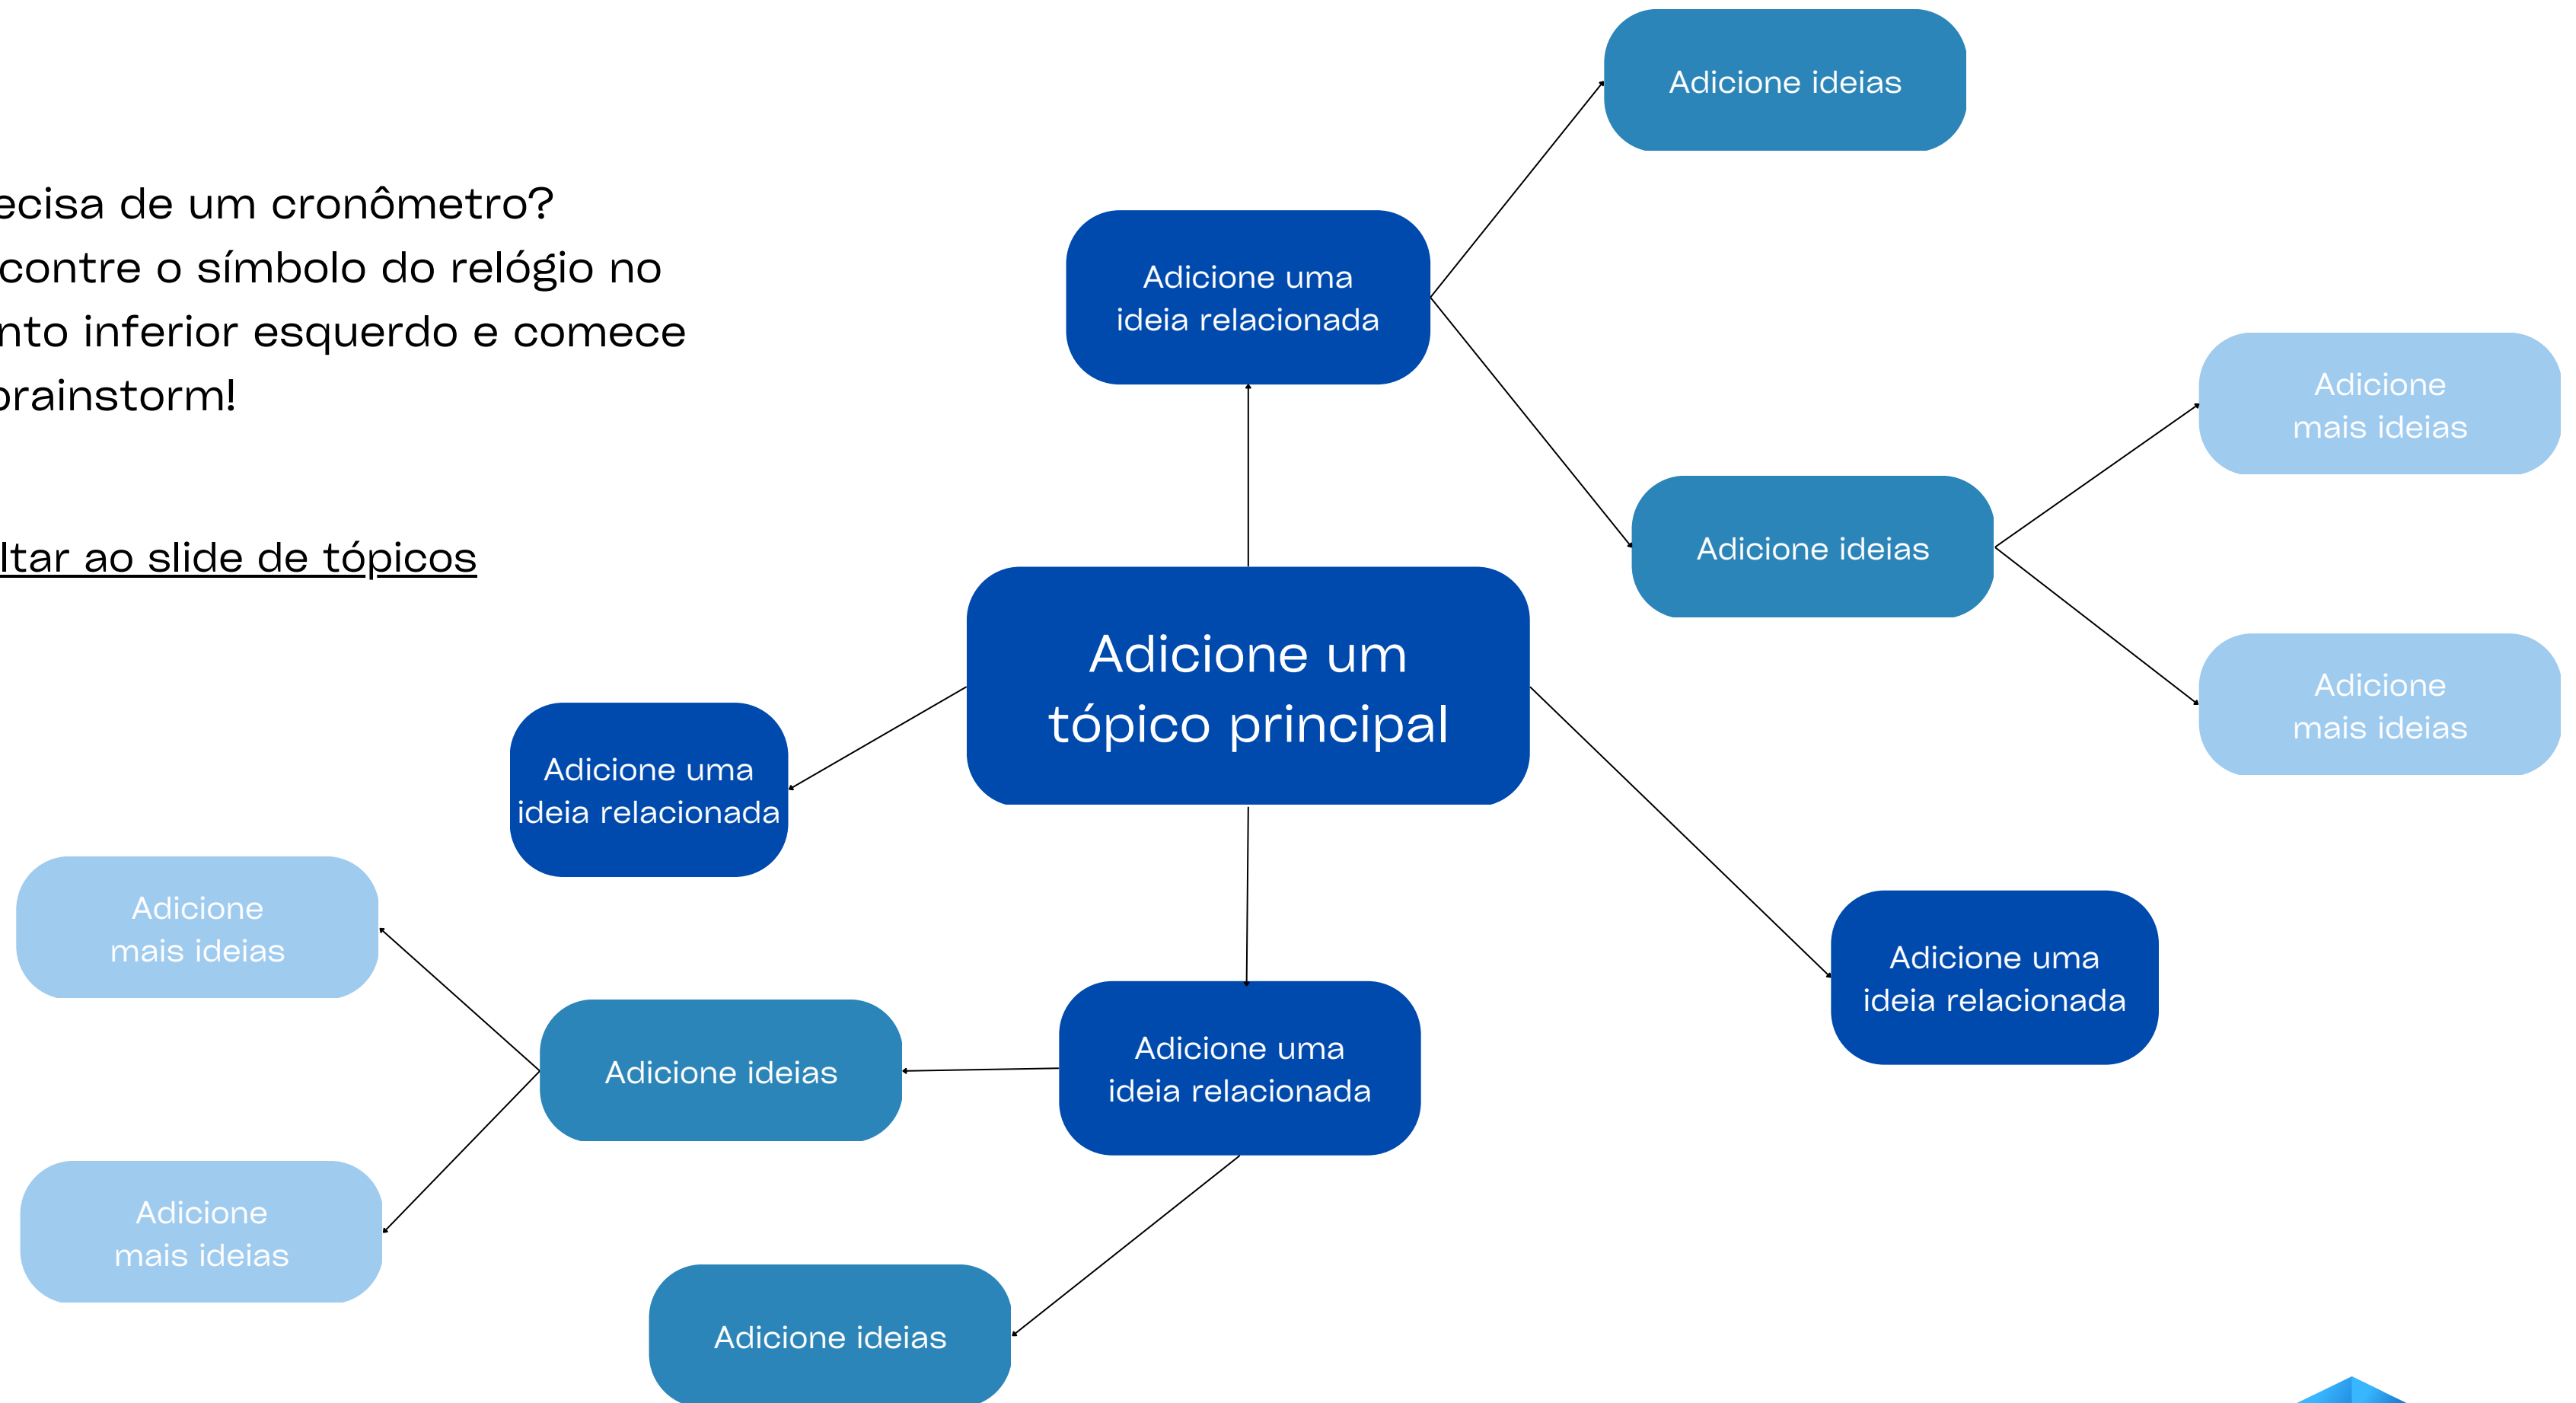 ecisa de um cronômetro?
contre o símbolo do relógio no
nto inferior esquerdo e comece
brainstorm!
ltar ao slide de tópicos
Adicione ideias
Adicione uma
ideia relacionada
Adicione
mais ideias
Adicione ideias
Adicione
mais ideias
Adicione um
tópico principal
Adicione uma
ideia relacionada
Adicione uma
ideia relacionada
Adicione
mais ideias
Adicione ideias
Adicione uma
ideia relacionada
Adicione
mais ideias
Adicione ideias